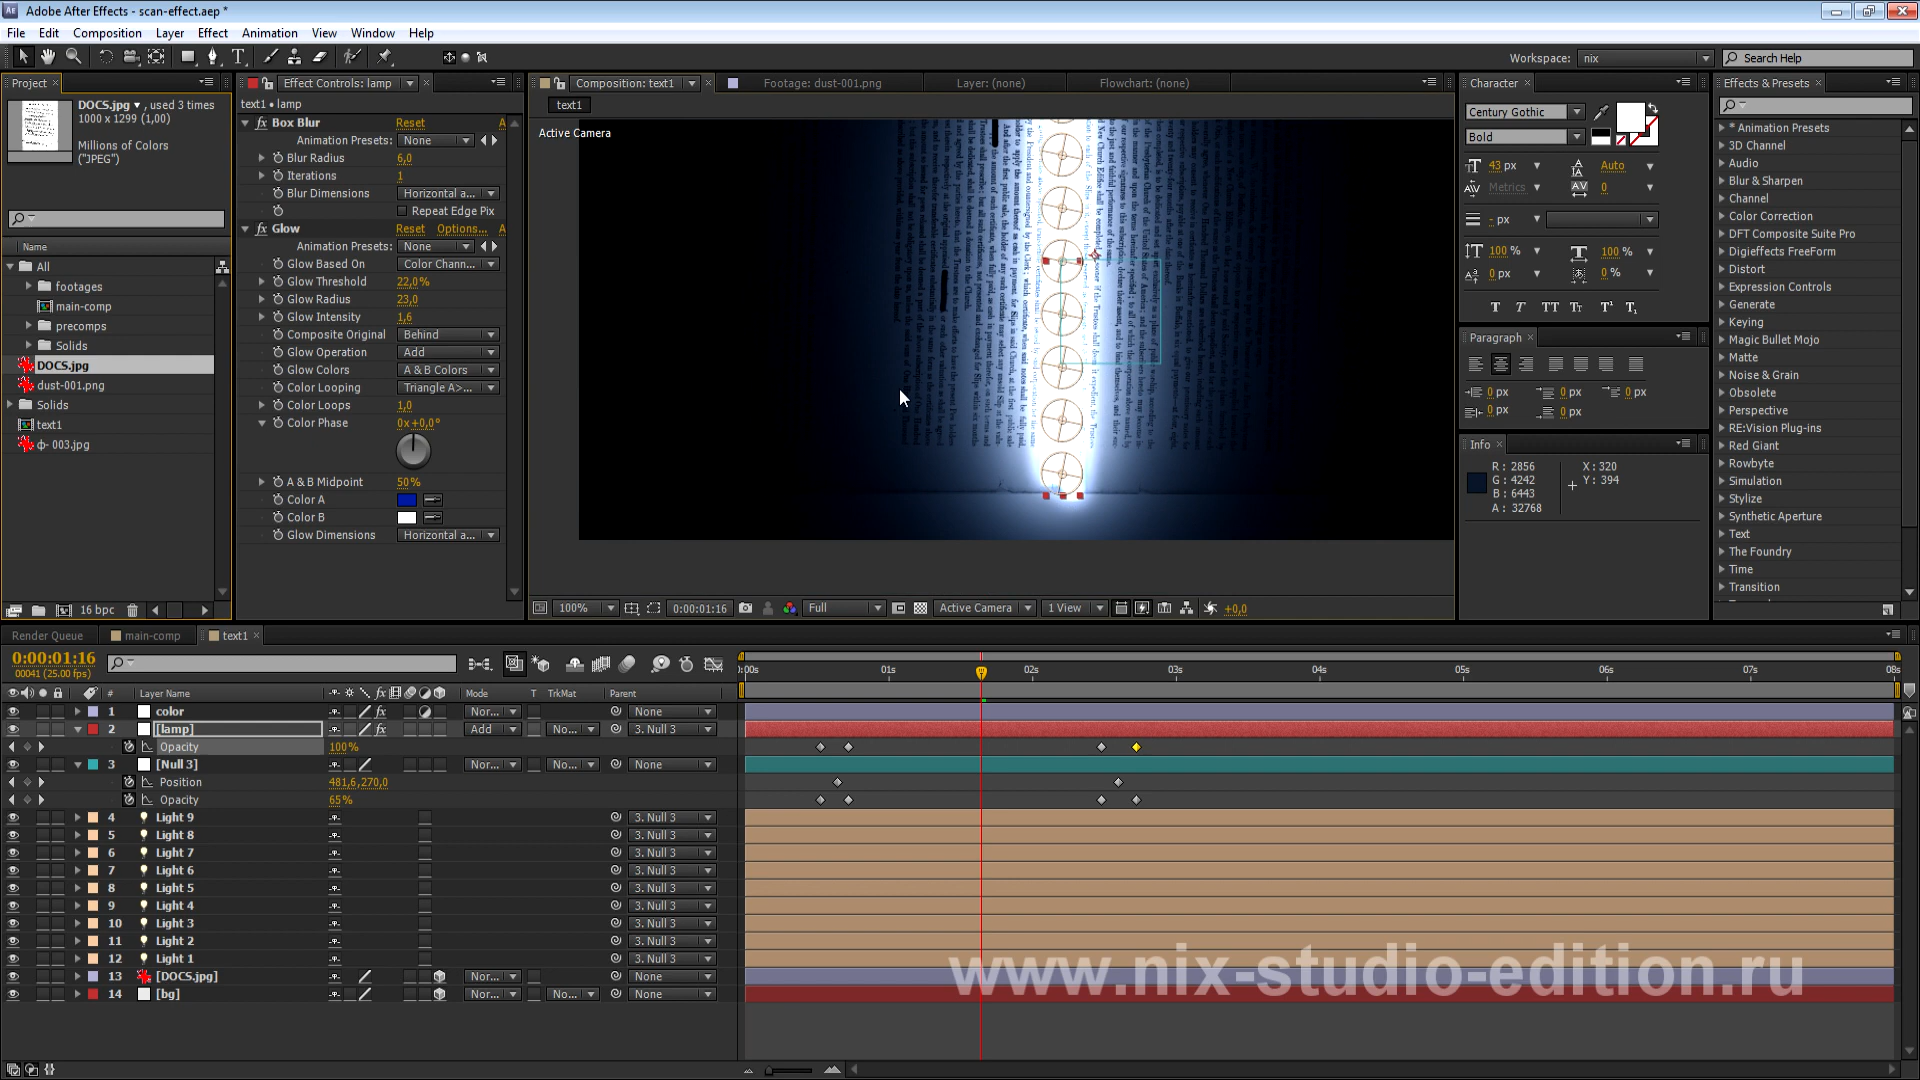 Adobe After Effects - scan-effect.aep *
File Edit Composition Layer Effect Animation View Window Help
Workspace: nix Search Help
Project
DOCS.jpg , used 3 times
1000 x 1299 (1,00)
Millions of Colors
("JPEG")
Name
All
footages
main-comp
precomps
Solids
DOCS.jpg
dust-001.png
Solids
text1
ф- 003.jpg
16 bpc
Effect Controls: lamp
text1 • lamp
fx Box Blur Reset A
Animation Presets: None
Blur Radius 6,0
Iterations 1
Blur Dimensions Horizontal a...
Repeat Edge Pix
fx Glow Reset Options... A
Animation Presets: None
Glow Based On Color Chann...
Glow Threshold 22,0%
Glow Radius 23,0
Glow Intensity 1,6
Composite Original Behind
Glow Operation Add
Glow Colors A & B Colors
Color Looping Triangle A>...
Color Loops 1,0
Color Phase 0x+0,0°
A & B Midpoint 50%
Color A
Color B
Glow Dimensions Horizontal a...
Composition: text1 Footage: dust-001.png Layer: (none) Flowchart: (none)
text1
Active Camera
100% 0:00:01:16 Full Active Camera 1 View +0,0
Character
Century Gothic
Bold
43 px Auto
Metrics 0
- px
100 % 100 %
0 px 0 %
T T TT Tr T¹ T₁
Paragraph
0 px 0 px 0 px
0 px 0 px
Info
R: 2856
G: 4242
B: 6443
A: 32768
X: 320
Y: 394
Effects & Presets
* Animation Presets
3D Channel
Audio
Blur & Sharpen
Channel
Color Correction
DFT Composite Suite Pro
Digieffects FreeForm
Distort
Expression Controls
Generate
Keying
Magic Bullet Mojo
Matte
Noise & Grain
Obsolete
Perspective
RE:Vision Plug-ins
Red Giant
Rowbyte
Simulation
Stylize
Synthetic Aperture
Text
The Foundry
Time
Transition
Render Queue main-comp text1
0:00:01:16
00041 (25.00 fps)
:00s 01s 02s 03s 04s 05s 06s 07s 08s
# Layer Name Mode T TrkMat Parent
1 color Nor... None
2 [lamp] Add No... 3. Null 3
Opacity 100%
3 [Null 3] Nor... No... None
Position 481,6,270,0
Opacity 65%
4 Light 9 3. Null 3
5 Light 8 3. Null 3
6 Light 7 3. Null 3
7 Light 6 3. Null 3
8 Light 5 3. Null 3
9 Light 4 3. Null 3
10 Light 3 3. Null 3
11 Light 2 3. Null 3
12 Light 1 3. Null 3
13 [DOCS.jpg] Nor... None
14 [bg] Nor... No... None
www.nix-studio-edition.ru